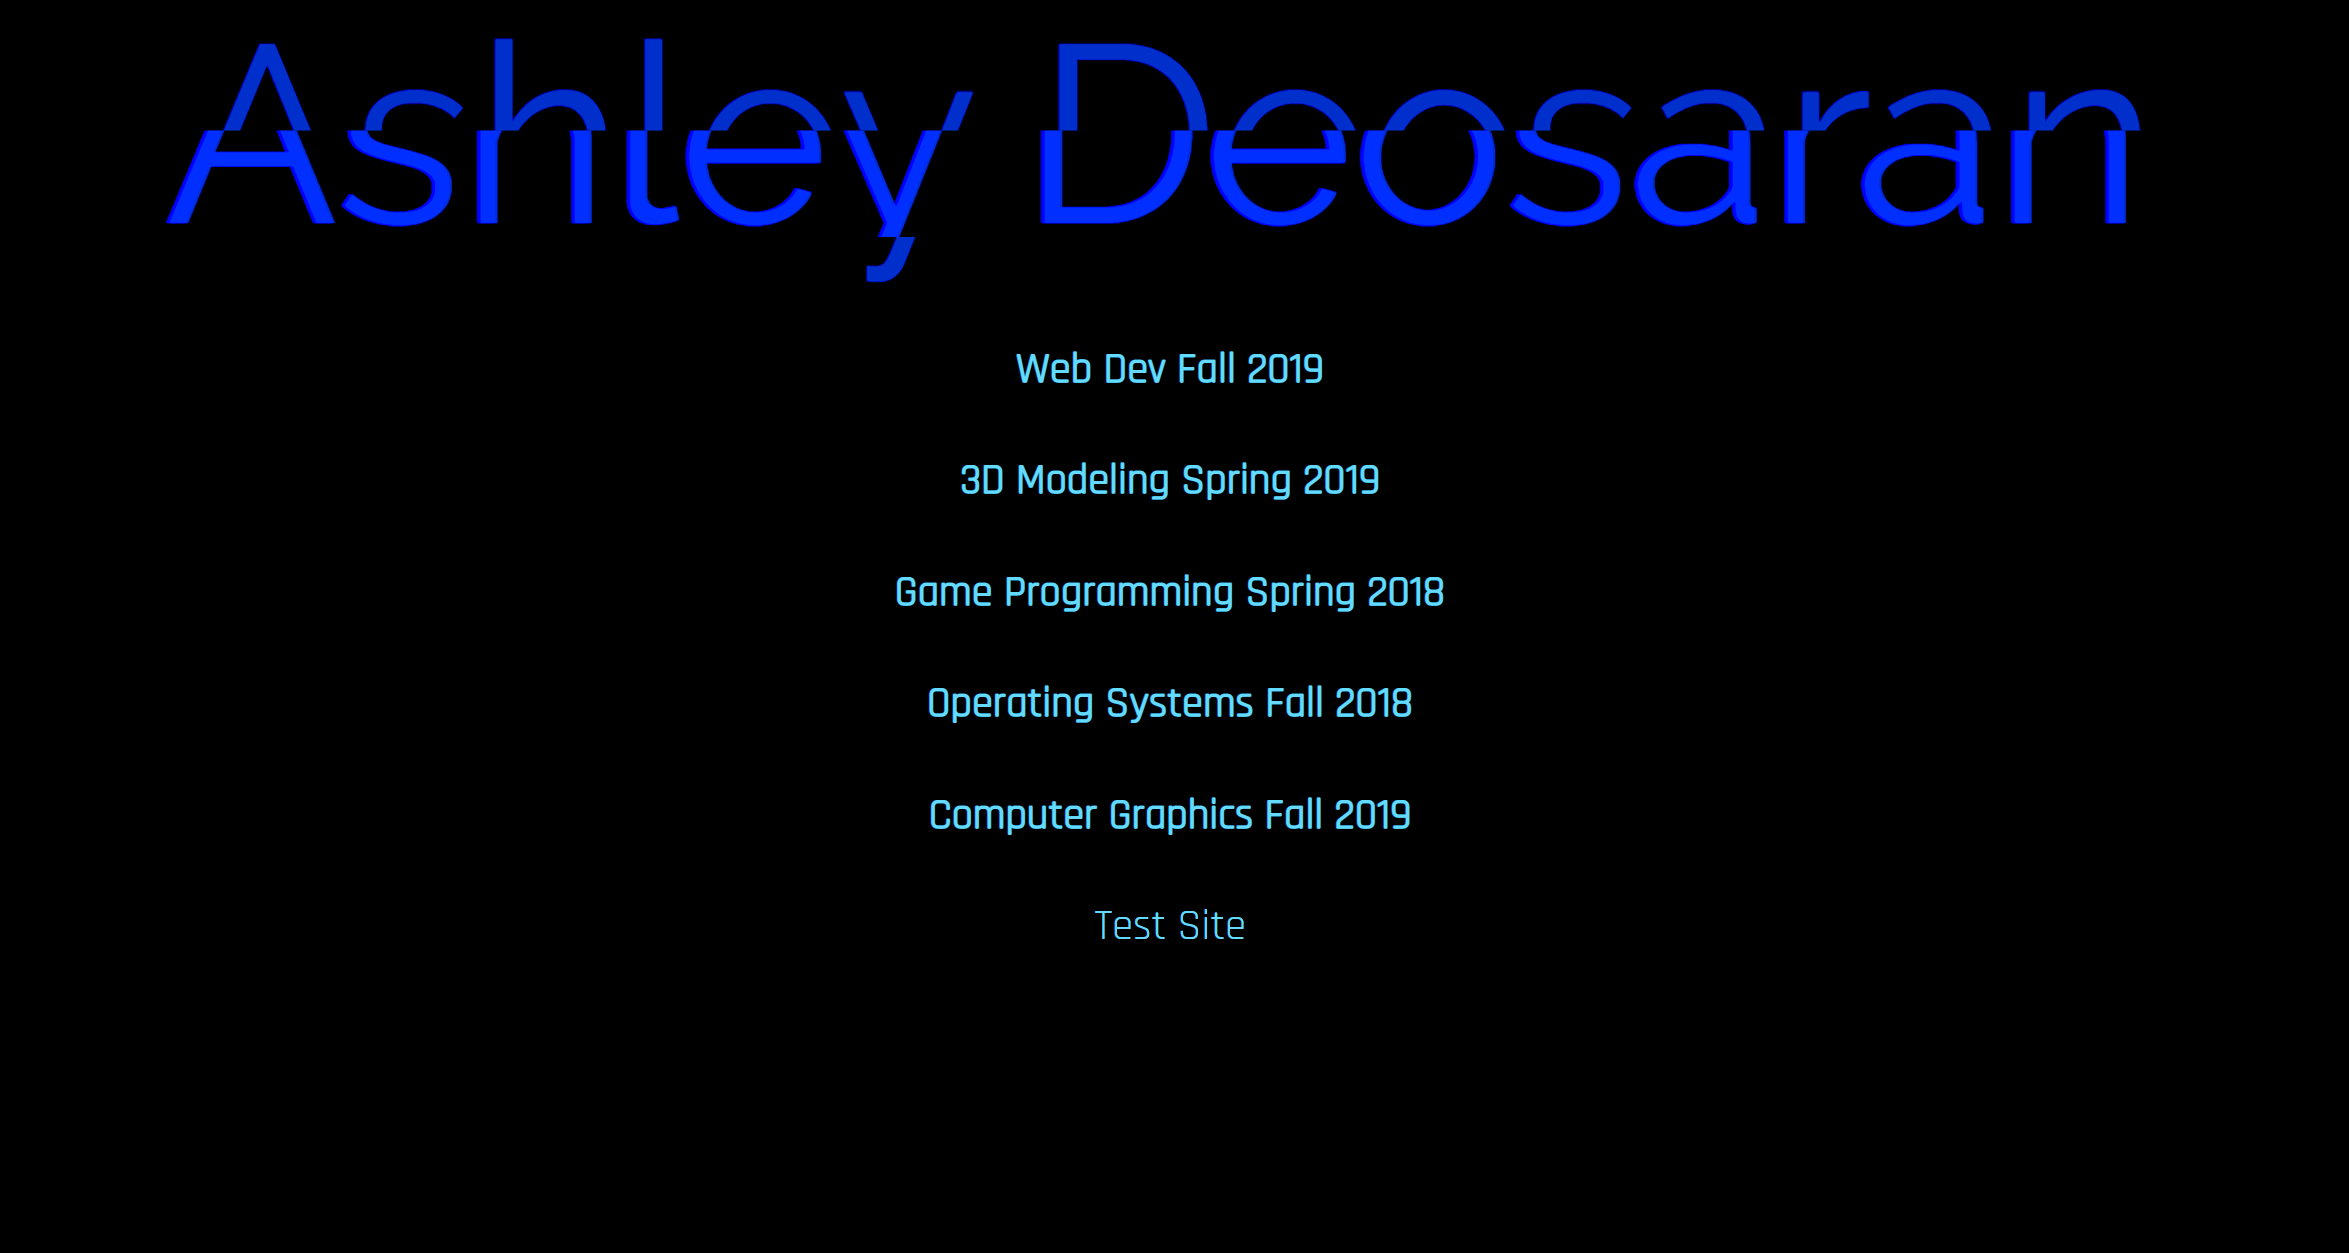 Ashley Deosaran
Web Dev Fall 2019
3D Modeling Spring 2019
Game Programming Spring 2018
Operating Systems Fall 2018
Computer Graphics Fall 2019
Test Site